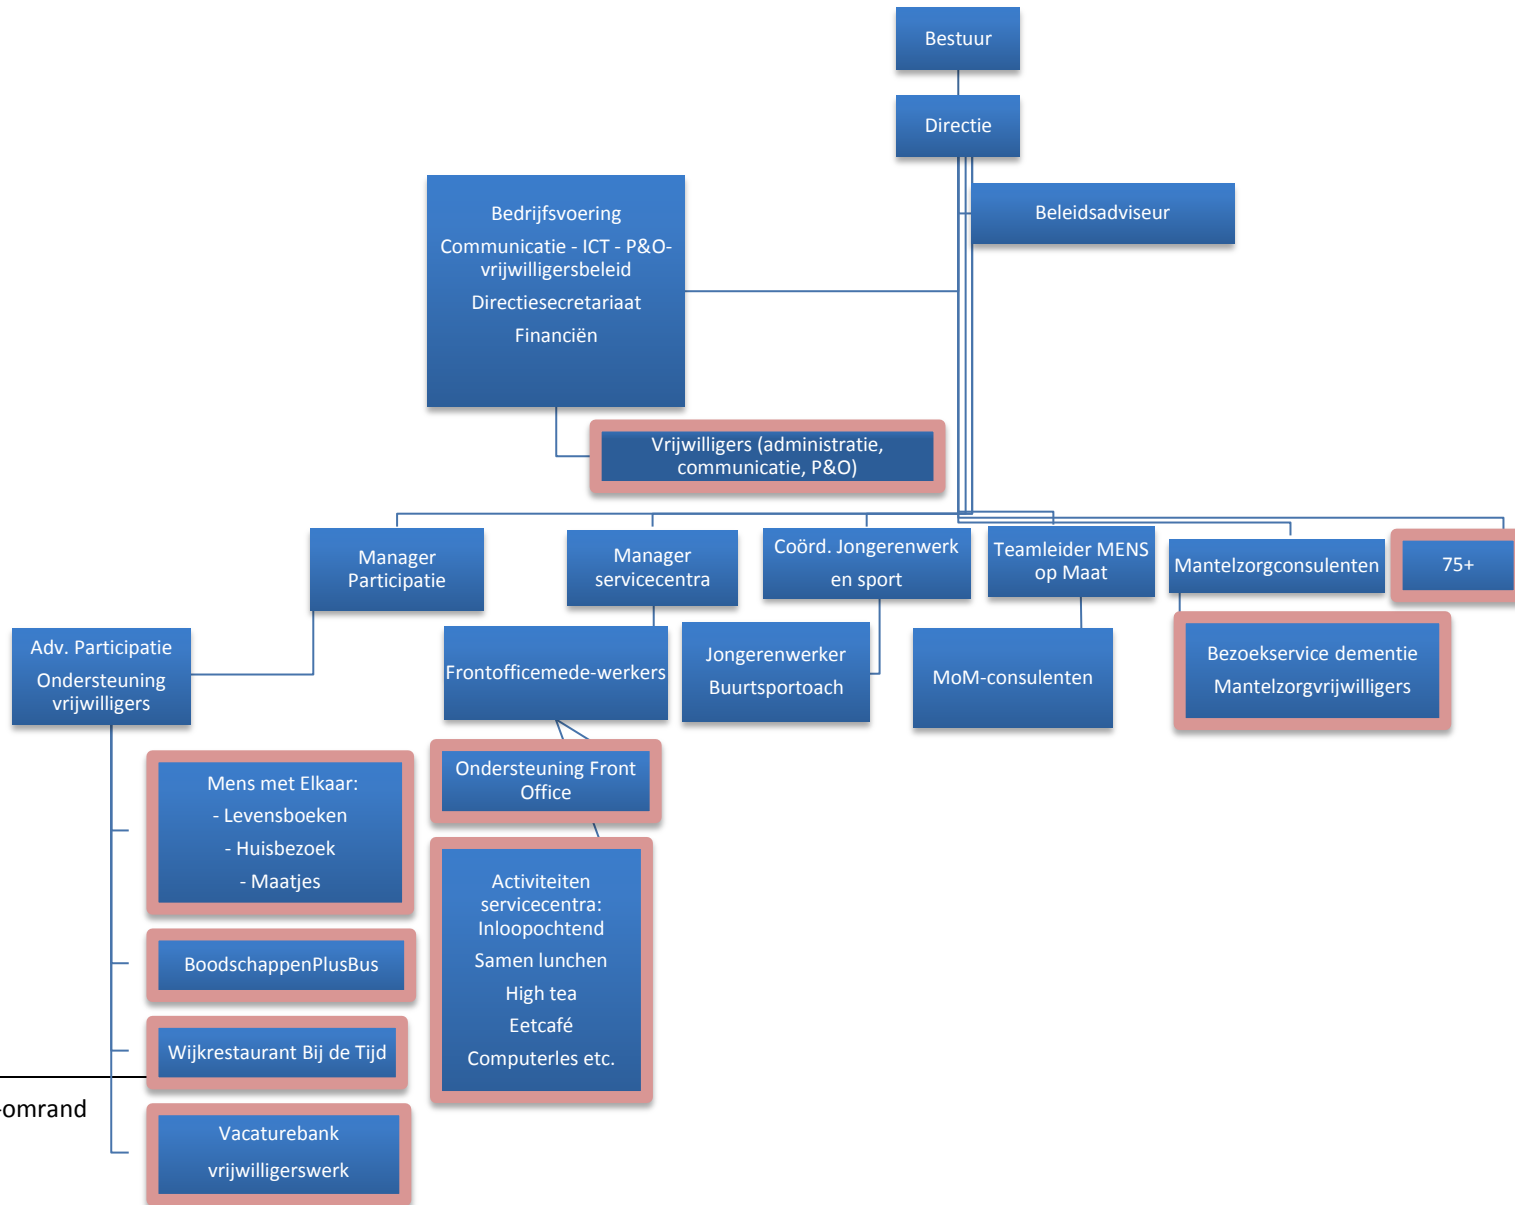 Bestuur
Directie
Beleidsadviseur
Bedrijfsvoering
Communicatie - ICT - P&O-
vrijwilligersbeleid
Directiesecretariaat
Financiën
Vrijwilligers (administratie,
communicatie, P&O)
Manager
Participatie
Manager
servicecentra
Coörd. Jongerenwerk
en sport
Teamleider MENS
op Maat
Mantelzorgconsulenten
75+
Adv. Participatie
Ondersteuning
vrijwilligers
Frontofficemede-werkers
Jongerenwerker
Buurtsportoach
MoM-consulenten
Bezoekservice dementie
Mantelzorgvrijwilligers
Mens met Elkaar:
- Levensboeken
- Huisbezoek
- Maatjes
Ondersteuning Front
Office
Activiteiten
servicecentra:
Inloopochtend
Samen lunchen
High tea
Eetcafé
Computerles etc.
BoodschappenPlusBus
Wijkrestaurant Bij de Tijd
-omrand
Vacaturebank
vrijwilligerswerk